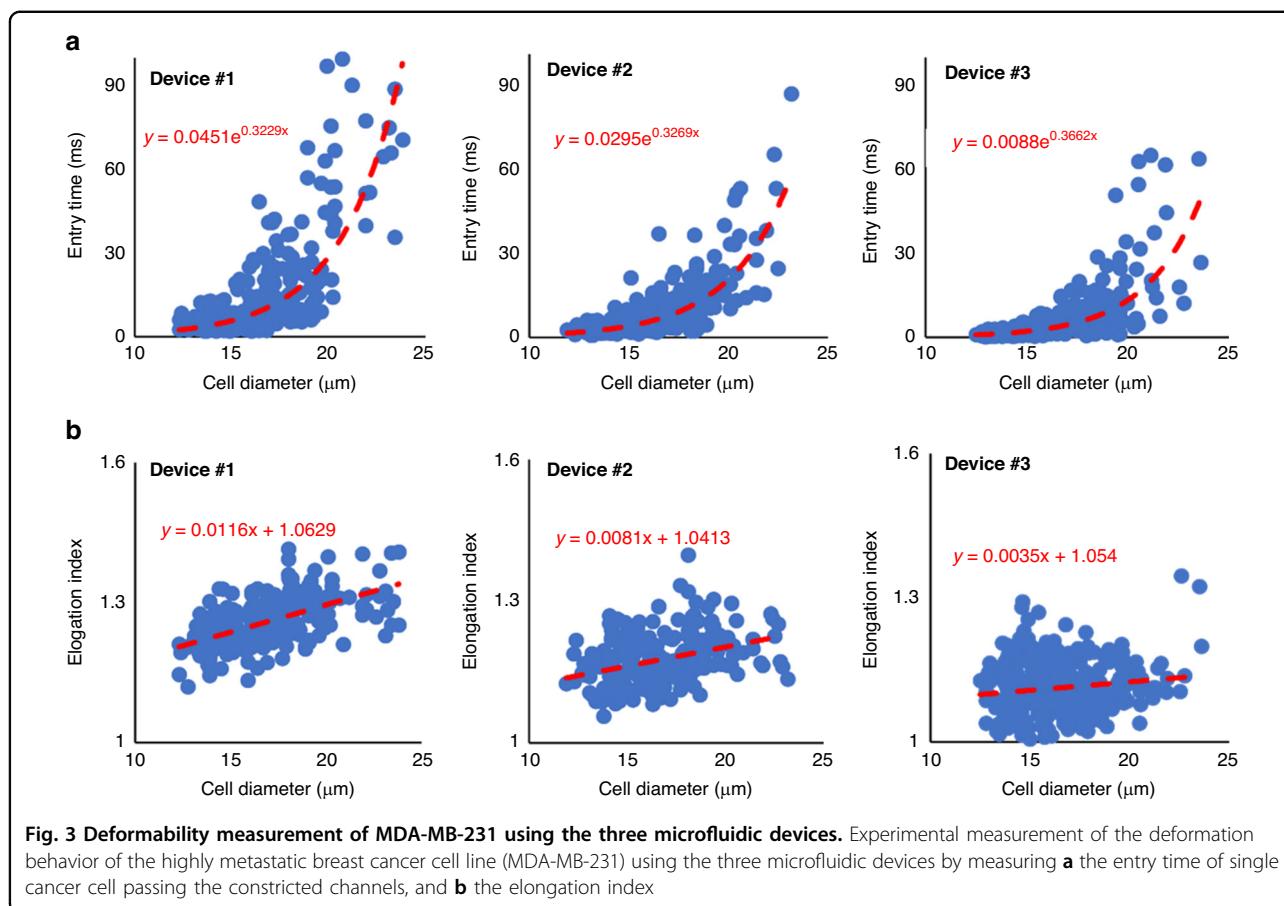 a
Device #1
Device #2
Device #3
Entry time (ms)
90
60
30
0
y = 0.0451e^0.3229x
10 15 20 25
Cell diameter (μm)
Entry time (ms)
90
60
30
0
y = 0.0295e^0.3269x
10 15 20 25
Cell diameter (μm)
Entry time (ms)
90
60
30
0
y = 0.0088e^0.3662x
10 15 20 25
Cell diameter (μm)
b
Device #1
Device #2
Device #3
Elogation index
1.6
1.3
1
y = 0.0116x + 1.0629
10 15 20 25
Cell diameter (μm)
Elongation index
1.6
1.3
1
y = 0.0081x + 1.0413
10 15 20 25
Cell diameter (μm)
Elongation index
1.6
1.3
1
y = 0.0035x + 1.054
10 15 20 25
Cell diameter (μm)
Fig. 3 Deformability measurement of MDA-MB-231 using the three microfluidic devices. Experimental measurement of the deformation
behavior of the highly metastatic breast cancer cell line (MDA-MB-231) using the three microfluidic devices by measuring a the entry time of single
cancer cell passing the constricted channels, and b the elongation index